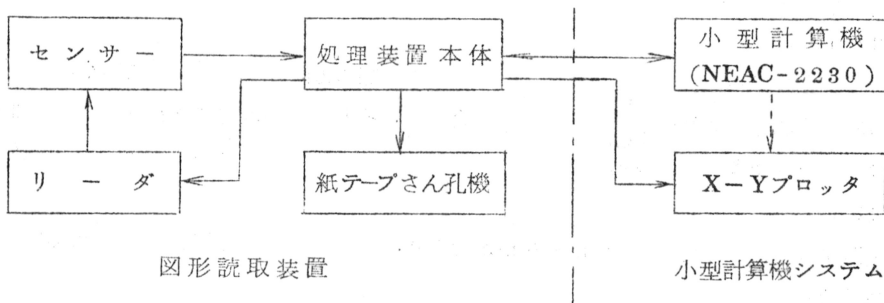 センサー
処理装置本体
小型計算機
(NEAC-2230)
リーダ
紙テープさん孔機
X-Yプロッタ
図形読取装置
小型計算機システム